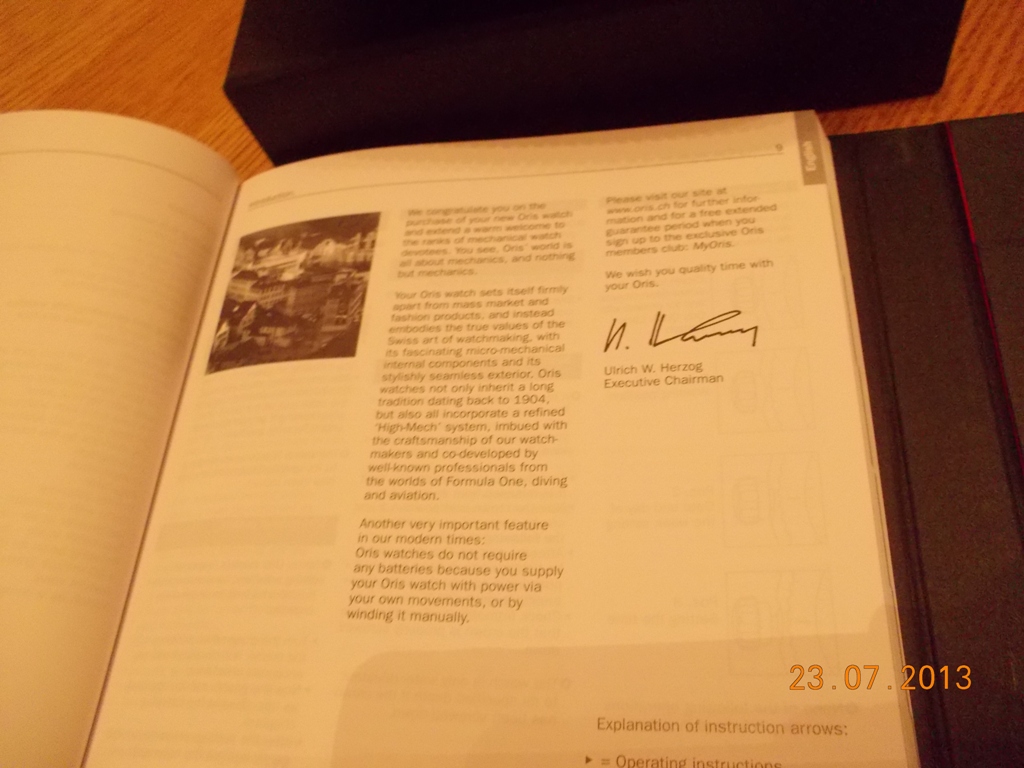 Introduction
9
English
We congratulate you on the
purchase of your new Oris watch
and extend a warm welcome to
the ranks of mechanical watch
devotees. You see, Oris' world is
all about mechanics, and nothing
but mechanics.
Your Oris watch sets itself firmly
apart from mass market and
fashion products, and instead
embodies the true values of the
Swiss art of watchmaking, with
its fascinating micro-mechanical
internal components and its
stylishly seamless exterior. Oris
watches not only inherit a long
tradition dating back to 1904,
but also all incorporate a refined
'High-Mech' system, imbued with
the craftsmanship of our watch-
makers and co-developed by
well-known professionals from
the worlds of Formula One, diving
and aviation.
Another very important feature
in our modern times:
Oris watches do not require
any batteries because you supply
your Oris watch with power via
your own movements, or by
winding it manually.
Please visit our site at
www.oris.ch for further infor-
mation and for a free extended
guarantee period when you
sign up to the exclusive Oris
members club: MyOris.
We wish you quality time with
your Oris.
Ulrich W. Herzog
Executive Chairman
Explanation of instruction arrows:
= Operating instructions
23.07.2013